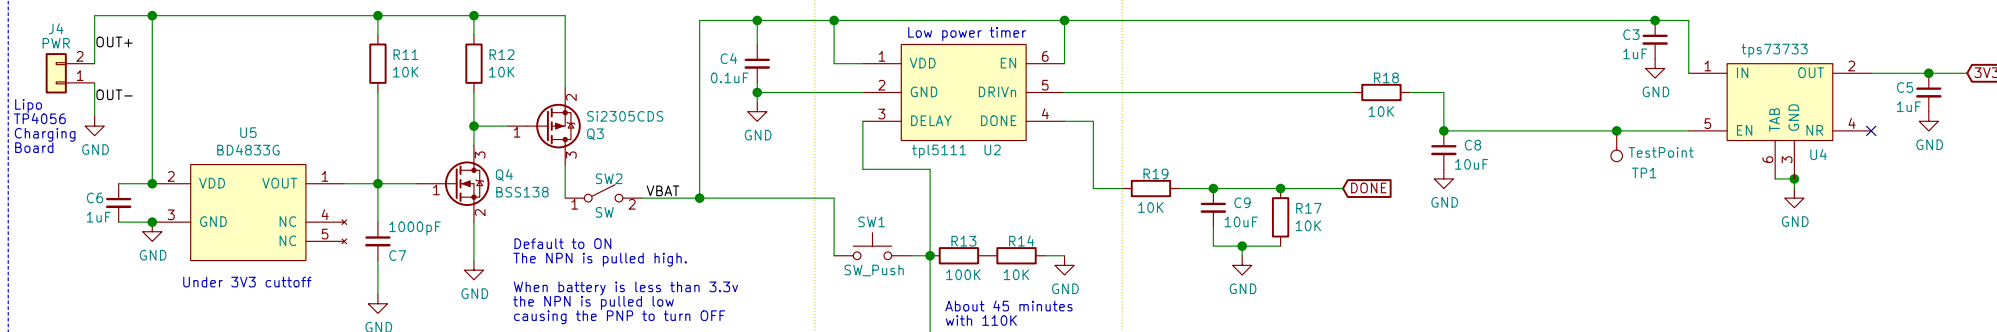 J4
PWR
2
1
OUT+
OUT-
GND
Lipo
TP4056
Charging
Board
C6
1uF
GND
U5
BD4833G
2
VDD
VOUT
1
3
GND
NC
4
NC
5
Under 3V3 cuttoff
R11
10K
1000pF
C7
GND
R12
10K
1
3
2
Q4
BSS138
GND
1
2
3
Si2305CDS
Q3
SW2
1
SW
2
VBAT
Default to ON
The NPN is pulled high.
When battery is less than 3.3v
the NPN is pulled low
causing the PNP to turn OFF
C4
0.1uF
GND
Low power timer
1
VDD
EN
6
2
GND
DRIVn
5
3
DELAY
DONE
4
tpl5111
U2
SW1
SW_Push
R13
100K
R14
10K
GND
About 45 minutes
with 110K
R19
10K
C9
10uF
R17
10K
GND
DONE
R18
10K
C8
10uF
GND
TestPoint
TP1
C3
1uF
GND
tps73733
1
IN
OUT
2
5
EN
TAB
GND
NR
4
6
3
U4
GND
C5
1uF
GND
3V3